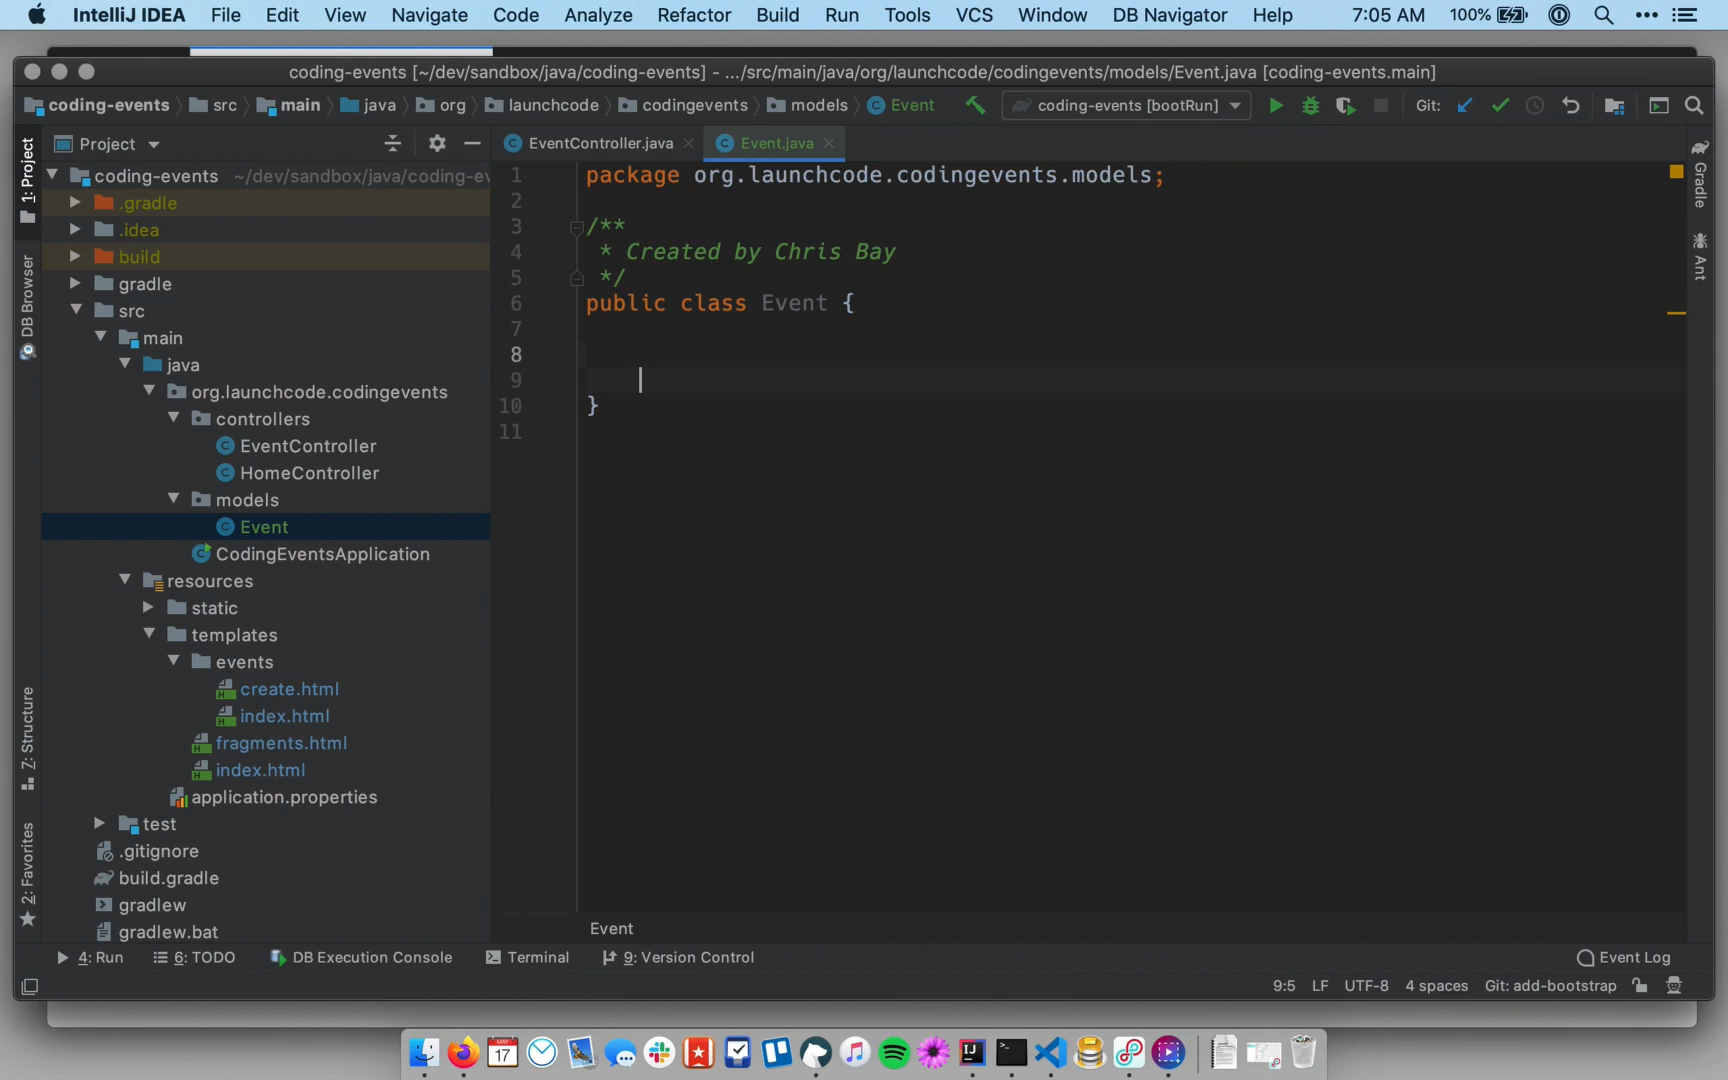 IntelliJ IDEA File Edit View Navigate Code Analyze Refactor Build Run Tools VCS Window DB Navigator Help 7:05 AM 100%
coding-events [~/dev/sandbox/java/coding-events] - .../src/main/java/org/launchcode/codingevents/models/Event.java [coding-events.main]
coding-events src main java org launchcode codingevents models Event coding-events [bootRun] Git:
Project
EventController.java Event.java
1: Project
DB Browser
Z: Structure
2: Favorites
coding-events ~/dev/sandbox/java/coding-ev
.gradle
.idea
build
gradle
src
main
java
org.launchcode.codingevents
controllers
EventController
HomeController
models
Event
CodingEventsApplication
resources
static
templates
events
create.html
index.html
fragments.html
index.html
application.properties
test
.gitignore
build.gradle
gradlew
gradlew.bat
1 package org.launchcode.codingevents.models;
2
3 /**
4 * Created by Chris Bay
5 */
6 public class Event {
7
8
9
10 }
11
Gradle
Ant
Event
4: Run 6: TODO DB Execution Console Terminal 9: Version Control Event Log
9:5 LF UTF-8 4 spaces Git: add-bootstrap
MAY
17
IJ